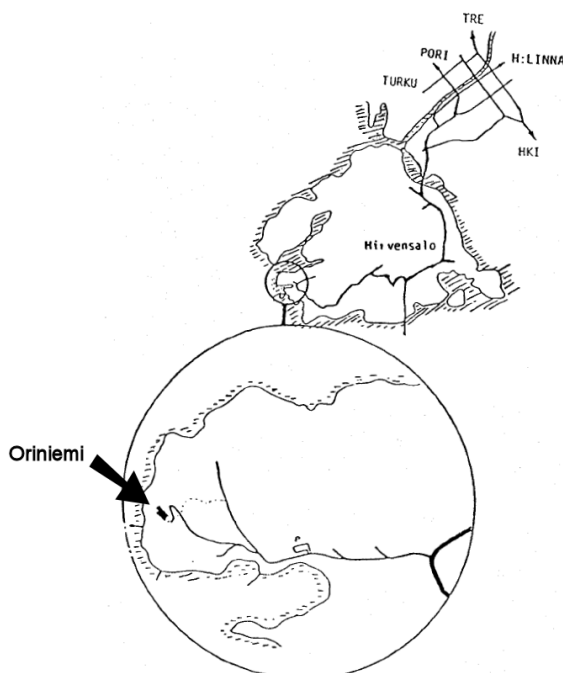 TRE
PORI
H:LINNA
TURKU
HKI
Hirvensalo
Oriniemi
P